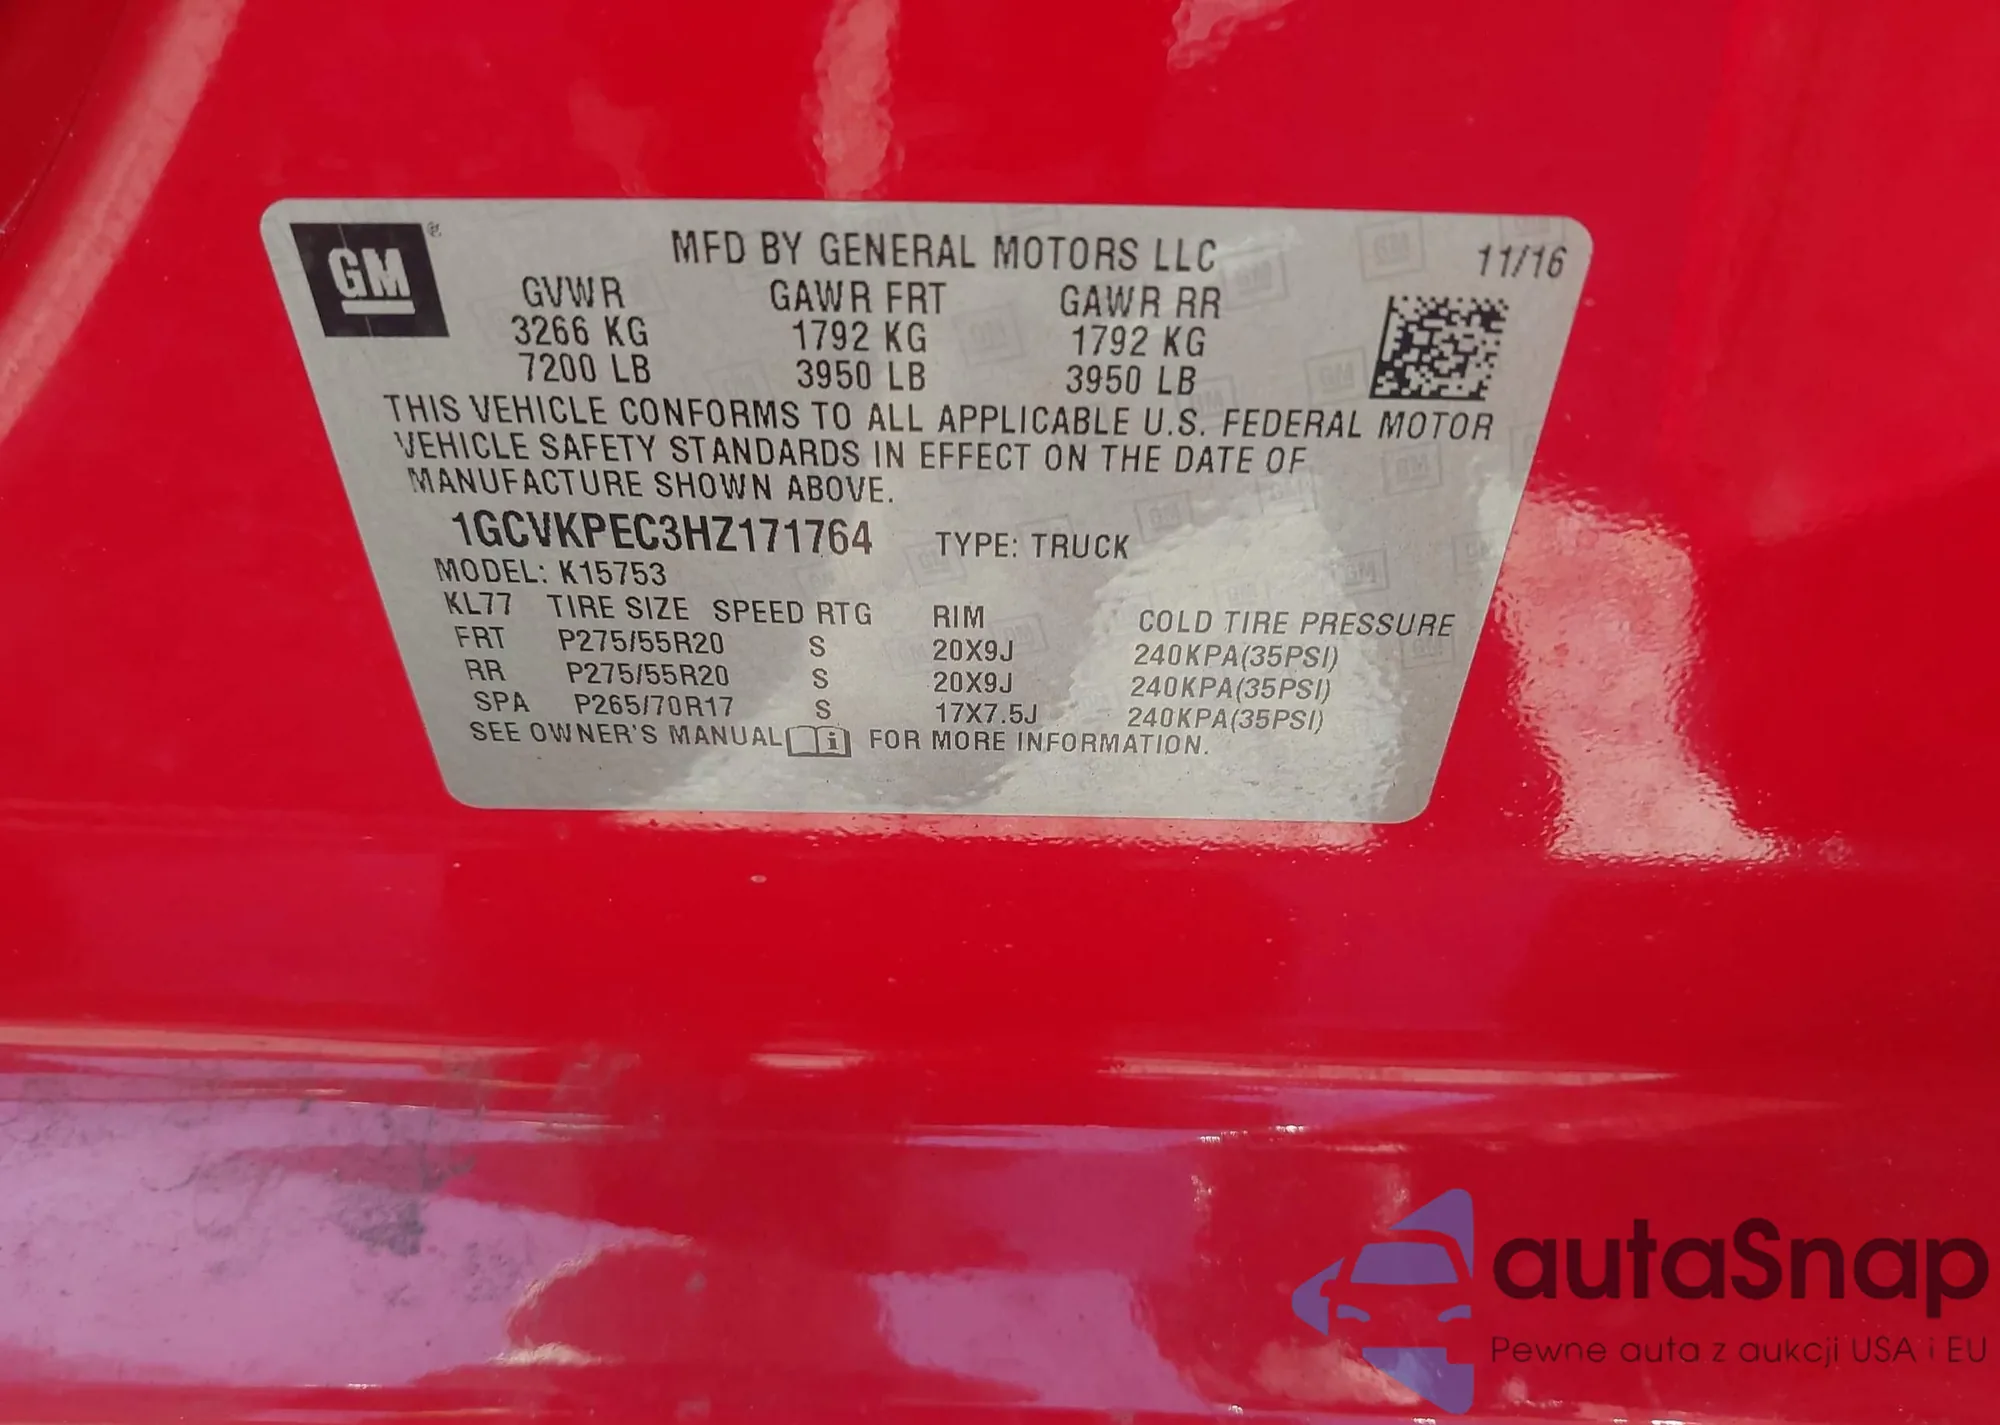 GM ®
MFD BY GENERAL MOTORS LLC 11/16
GVWR GAWR FRT GAWR RR
3266 KG 1792 KG 1792 KG
7200 LB 3950 LB 3950 LB
THIS VEHICLE CONFORMS TO ALL APPLICABLE U.S. FEDERAL MOTOR
VEHICLE SAFETY STANDARDS IN EFFECT ON THE DATE OF
MANUFACTURE SHOWN ABOVE.
1GCVKPEC3HZ171764 TYPE: TRUCK
MODEL: K15753
KL77 TIRE SIZE SPEED RTG RIM COLD TIRE PRESSURE
FRT P275/55R20 S 20X9J 240KPA(35PSI)
RR P275/55R20 S 20X9J 240KPA(35PSI)
SPA P265/70R17 S 17X7.5J 240KPA(35PSI)
SEE OWNER'S MANUAL i FOR MORE INFORMATION.
autaSnap
Pewne auta z aukcji USA i EU